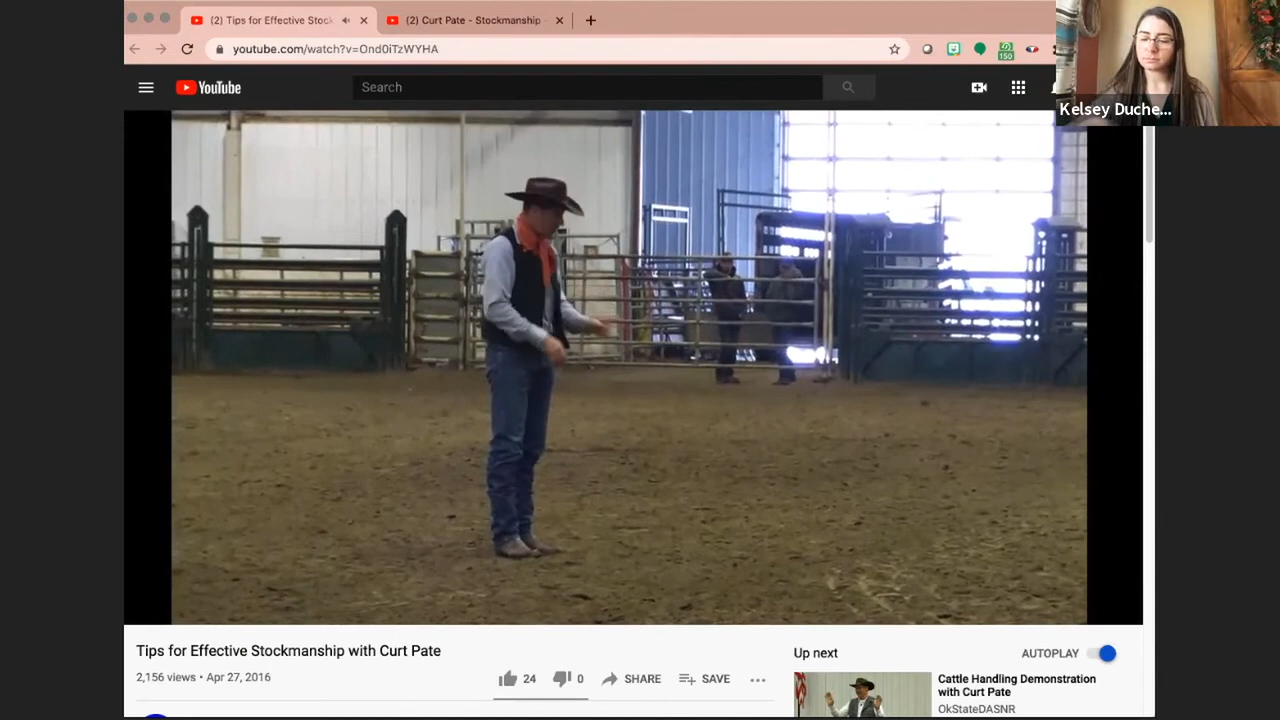 (2) Tips for Effective Stock
(2) Curt Pate - Stockmanship -
youtube.com/watch?v=Ond0iTzWYHA
150
YouTube
Search
Kelsey Duche...
Tips for Effective Stockmanship with Curt Pate
2,156 views • Apr 27, 2016
24
0
SHARE
SAVE
Up next
AUTOPLAY
Cattle Handling Demonstration
with Curt Pate
OkStateDASNR